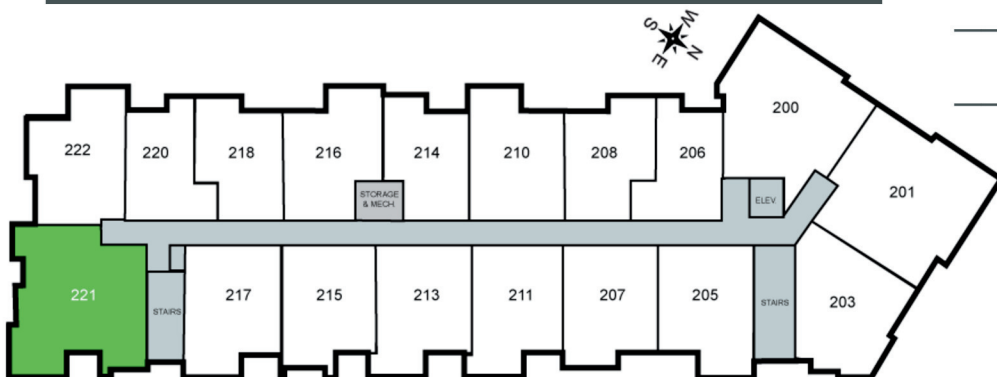 S
W
N
E
200
222
220
218
216
214
210
208
206
STORAGE
& MECH.
ELEV.
201
221
STAIRS
217
215
213
211
207
205
STAIRS
203